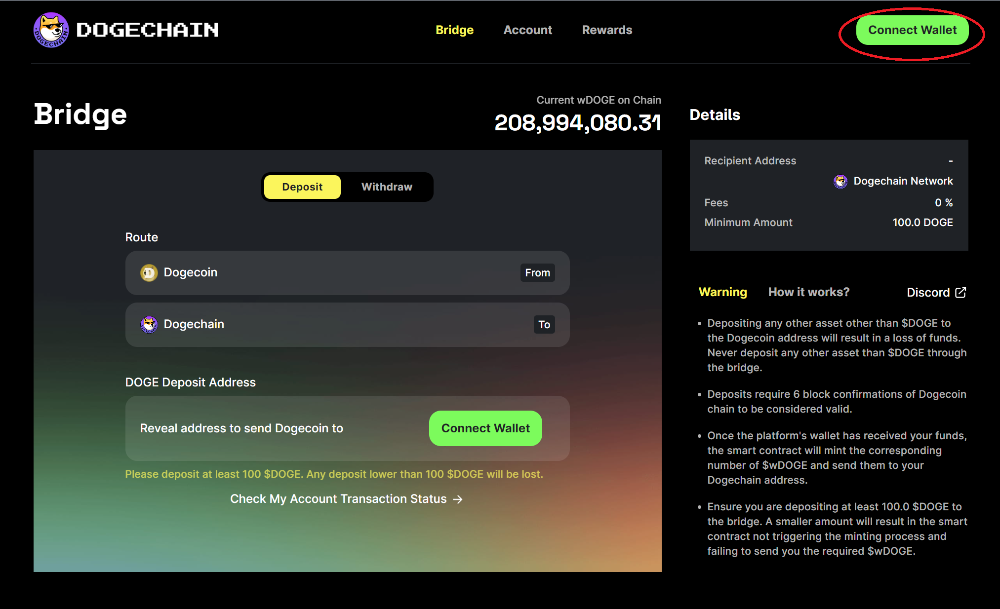 DOGECHAIN
Bridge
Account
Rewards
Connect Wallet
Bridge
Current wDOGE on Chain
208,994,080.31
Deposit
Withdraw
Route
Dogecoin
From
Dogechain
To
DOGE Deposit Address
Reveal address to send Dogecoin to
Connect Wallet
Please deposit at least 100 $DOGE. Any deposit lower than 100 $DOGE will be lost.
Check My Account Transaction Status →
Details
Recipient Address -
Dogechain Network
Fees 0 %
Minimum Amount 100.0 DOGE
Warning
How it works?
Discord
• Depositing any other asset other than $DOGE to
the Dogecoin address will result in a loss of funds.
Never deposit any other asset than $DOGE through
the bridge.
• Deposits require 6 block confirmations of Dogecoin
chain to be considered valid.
• Once the platform's wallet has received your funds,
the smart contract will mint the corresponding
number of $wDOGE and send them to your
Dogechain address.
• Ensure you are depositing at least 100.0 $DOGE to
the bridge. A smaller amount will result in the smart
contract not triggering the minting process and
failing to send you the required $wDOGE.